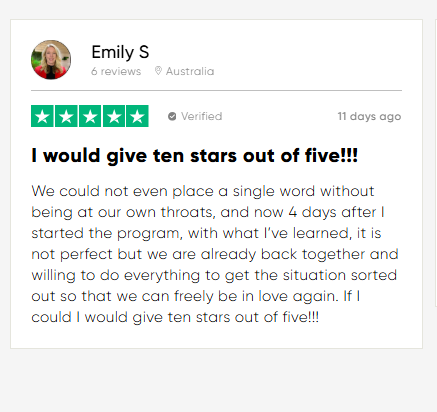 Emily S
6 reviews Australia
Verified 11 days ago
I would give ten stars out of five!!!
We could not even place a single word without
being at our own throats, and now 4 days after I
started the program, with what I've learned, it is
not perfect but we are already back together and
willing to do everything to get the situation sorted
out so that we can freely be in love again. If I
could I would give ten stars out of five!!!